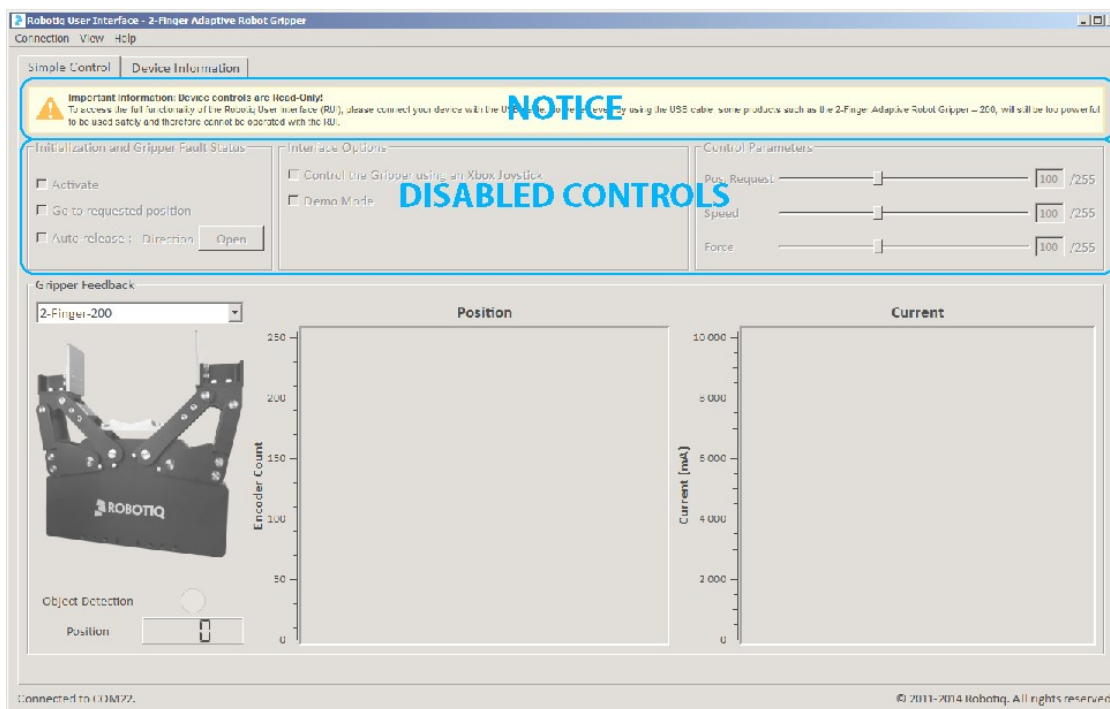 Robotiq User Interface - 2-Finger Adaptive Robot Gripper
Connection View Help
Simple Control Device Information
Important Information: Device controls are Read-Only!
To access the full functionality of the Robotiq User Interface (RUI), please connect your device with the by using the USB cable, some products such as the 2-Finger Adaptive Robot Gripper – 200, will still be too powerful
to be used safely and therefore cannot be operated with the RUI.
NOTICE
Initialization and Gripper Fault Status Interface Options Control Parameters
Activate Control the Gripper using an Xbox Joystick Pos. Request 100 /255
Go to requested position Demo Mode Speed 100 /255
Auto-release : Direction Open Force 100 /255
DISABLED CONTROLS
Gripper Feedback
2-Finger-200
ROBOTIQ
Object Detection
Position 0
Position
Encoder Count
250
200
150
100
50
0
Current
Current [mA]
10 000
8 000
6 000
4 000
2 000
0
Connected to COM22. © 2011-2014 Robotiq. All rights reserved